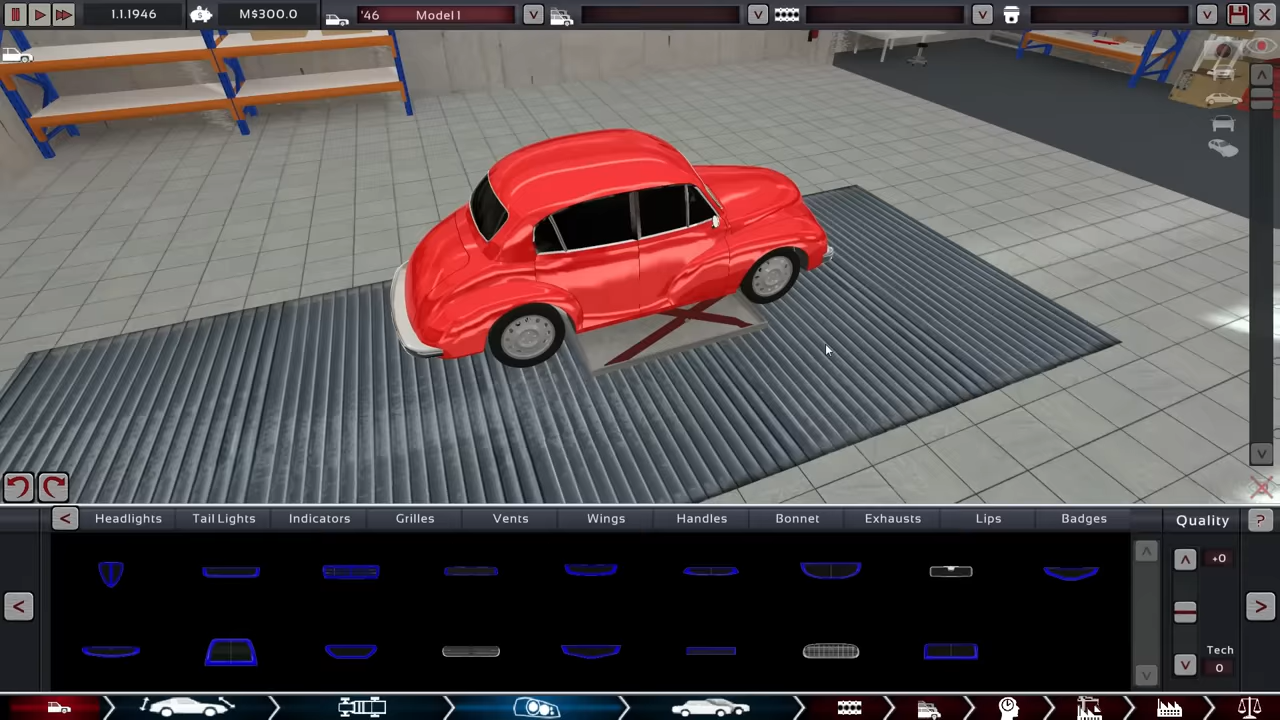 1.1.1946 M$300.0 '46 Model 1
Headlights Tail Lights Indicators Grilles Vents Wings Handles Bonnet Exhausts Lips Badges Quality ?
+0
Tech
0